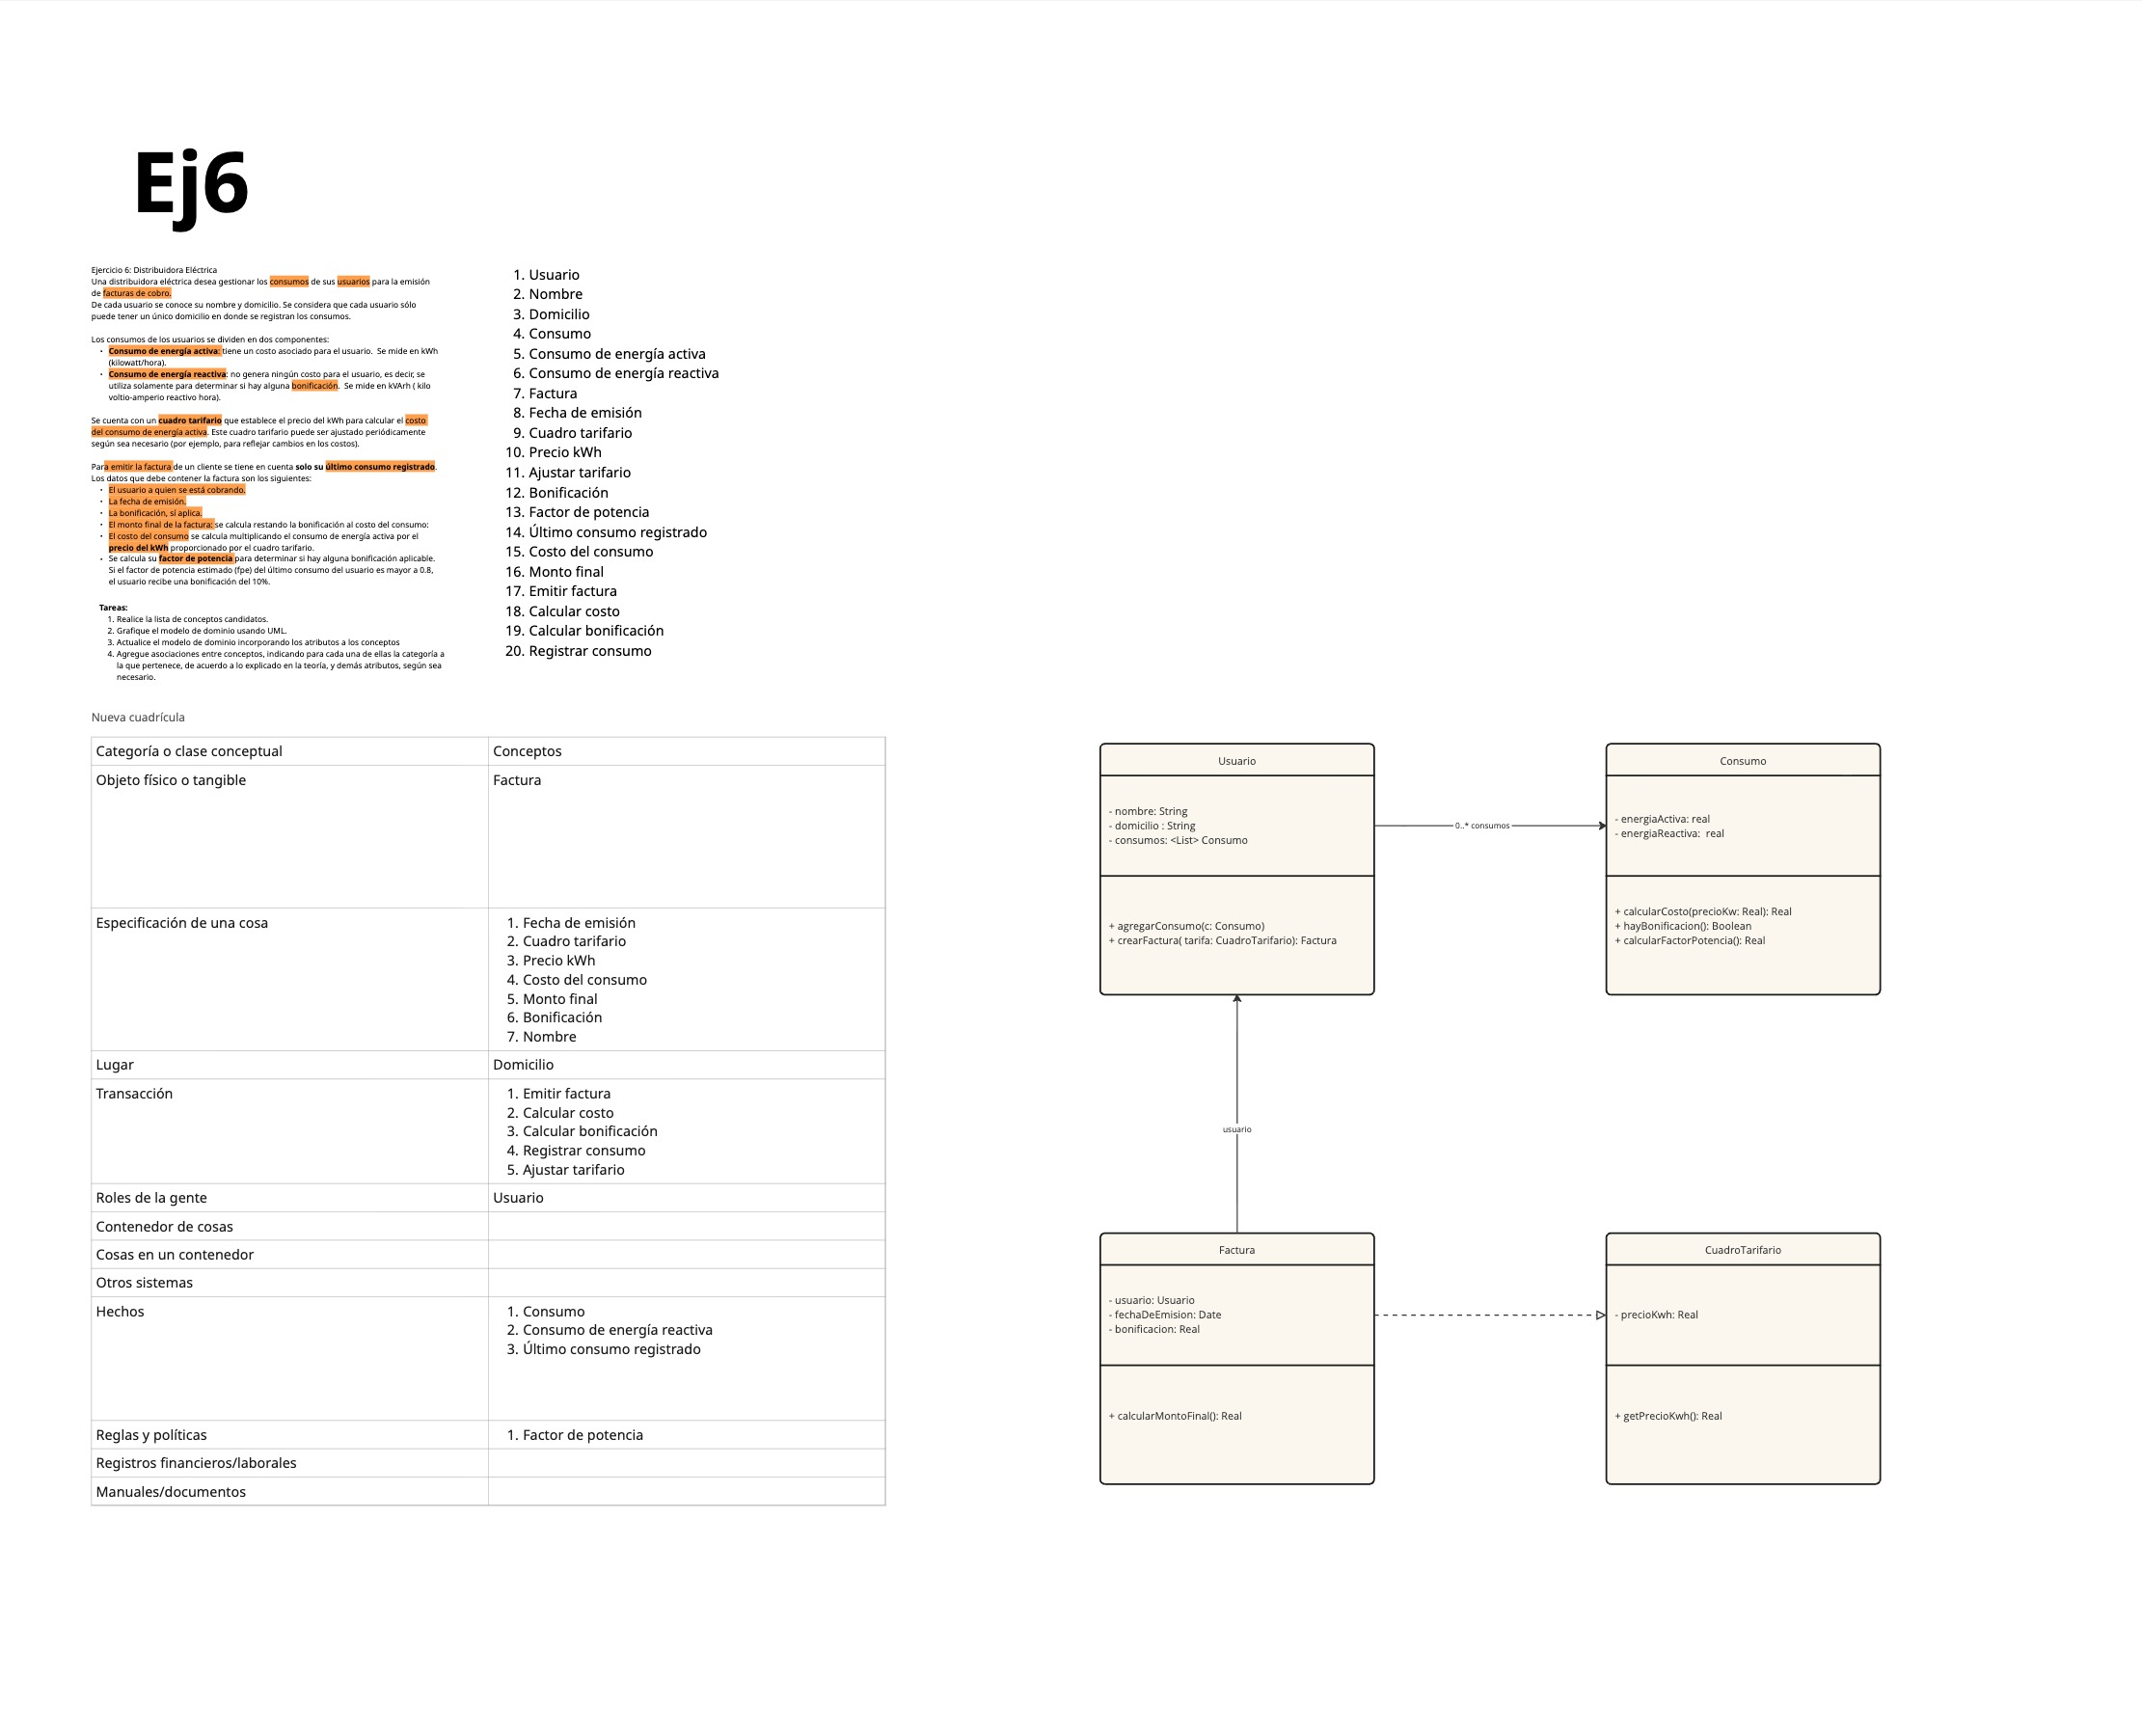 Ej6
Ejercicio 6: Distribuidora Eléctrica
Una distribuidora eléctrica desea gestionar los consumos de sus usuarios para la emisión
de facturas de cobro.
De cada usuario se conoce su nombre y domicilio. Se considera que cada usuario sólo
puede tener un único domicilio en donde se registran los consumos.
Los consumos de los usuarios se dividen en dos componentes:
• Consumo de energía activa: tiene un costo asociado para el usuario. Se mide en kWh
(kilowatt/hora).
• Consumo de energía reactiva: no genera ningún costo para el usuario, es decir, se
utiliza solamente para determinar si hay alguna bonificación. Se mide en kVArh ( kilo
voltio-amperio reactivo hora).
Se cuenta con un cuadro tarifario que establece el precio del kWh para calcular el costo
del consumo de energía activa. Este cuadro tarifario puede ser ajustado periódicamente
según sea necesario (por ejemplo, para reflejar cambios en los costos).
Para emitir la factura de un cliente se tiene en cuenta solo su último consumo registrado.
Los datos que debe contener la factura son los siguientes:
• El usuario a quien se está cobrando.
• La fecha de emisión.
• La bonificación, sí aplica.
• El monto final de la factura: se calcula restando la bonificación al costo del consumo:
• El costo del consumo se calcula multiplicando el consumo de energía activa por el
precio del kWh proporcionado por el cuadro tarifario.
• Se calcula su factor de potencia para determinar si hay alguna bonificación aplicable.
Si el factor de potencia estimado (fpe) del último consumo del usuario es mayor a 0.8,
el usuario recibe una bonificación del 10%.
Tareas:
1. Realice la lista de conceptos candidatos.
2. Grafique el modelo de dominio usando UML.
3. Actualice el modelo de dominio incorporando los atributos a los conceptos
4. Agregue asociaciones entre conceptos, indicando para cada una de ellas la categoría a
la que pertenece, de acuerdo a lo explicado en la teoría, y demás atributos, según sea
necesario.
1. Usuario
2. Nombre
3. Domicilio
4. Consumo
5. Consumo de energía activa
6. Consumo de energía reactiva
7. Factura
8. Fecha de emisión
9. Cuadro tarifario
10. Precio kWh
11. Ajustar tarifario
12. Bonificación
13. Factor de potencia
14. Último consumo registrado
15. Costo del consumo
16. Monto final
17. Emitir factura
18. Calcular costo
19. Calcular bonificación
20. Registrar consumo
Nueva cuadrícula
Categoría o clase conceptual
Conceptos
Objeto físico o tangible
Factura
Especificación de una cosa
1. Fecha de emisión
2. Cuadro tarifario
3. Precio kWh
4. Costo del consumo
5. Monto final
6. Bonificación
7. Nombre
Lugar
Domicilio
Transacción
1. Emitir factura
2. Calcular costo
3. Calcular bonificación
4. Registrar consumo
5. Ajustar tarifario
Roles de la gente
Usuario
Contenedor de cosas
Cosas en un contenedor
Otros sistemas
Hechos
1. Consumo
2. Consumo de energía reactiva
3. Último consumo registrado
Reglas y políticas
1. Factor de potencia
Registros financieros/laborales
Manuales/documentos
Usuario
- nombre: String
- domicilio : String
- consumos: <List> Consumo
+ agregarConsumo(c: Consumo)
+ crearFactura( tarifa: CuadroTarifario): Factura
0..* consumos
Consumo
- energiaActiva: real
- energiaReactiva: real
+ calcularCosto(precioKw: Real): Real
+ hayBonificacion(): Boolean
+ calcularFactorPotencia(): Real
usuario
Factura
- usuario: Usuario
- fechaDeEmision: Date
- bonificacion: Real
+ calcularMontoFinal(): Real
CuadroTarifario
- precioKwh: Real
+ getPrecioKwh(): Real